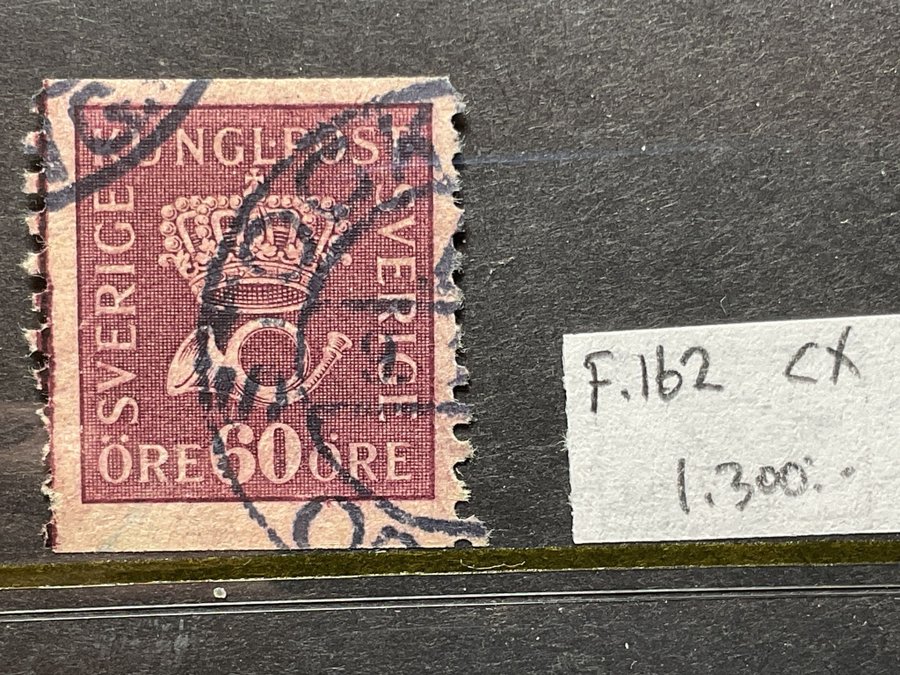 KUNGL·POST
SVERIGE
SVERIGE
ÖRE 60 ÖRE
F.162 cx
1.300:-